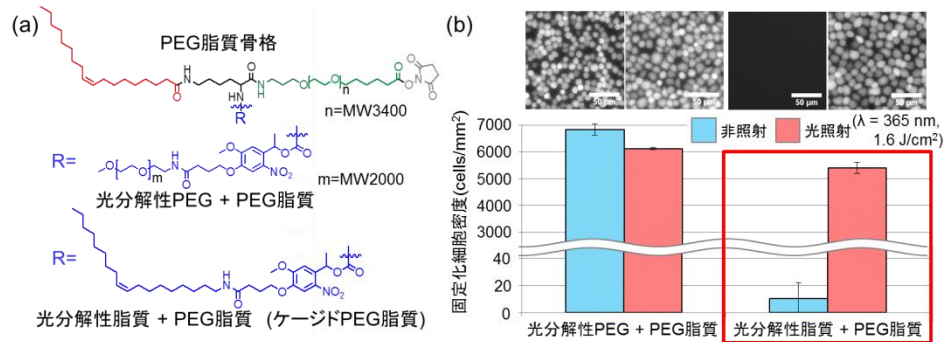 (a)
PEG脂質骨格
O
N
H
O
H
N
HN
R
O
O
n
O
O
N
O
O
n=MW3400
R=
O
O
m
H
N
O
O
O
NO₂
O
O
m=MW2000
光分解性PEG + PEG脂質
R=
H
N
O
O
O
NO₂
O
O
光分解性脂質 + PEG脂質 (ケージドPEG脂質)
(b)
50 μm
50 μm
50 μm
50 μm
非照射
光照射
(λ = 365 nm,
1.6 J/cm²)
固定化細胞密度(cells/mm²)
7000
6000
5000
4000
3000
40
20
0
光分解性PEG + PEG脂質
光分解性脂質 + PEG脂質